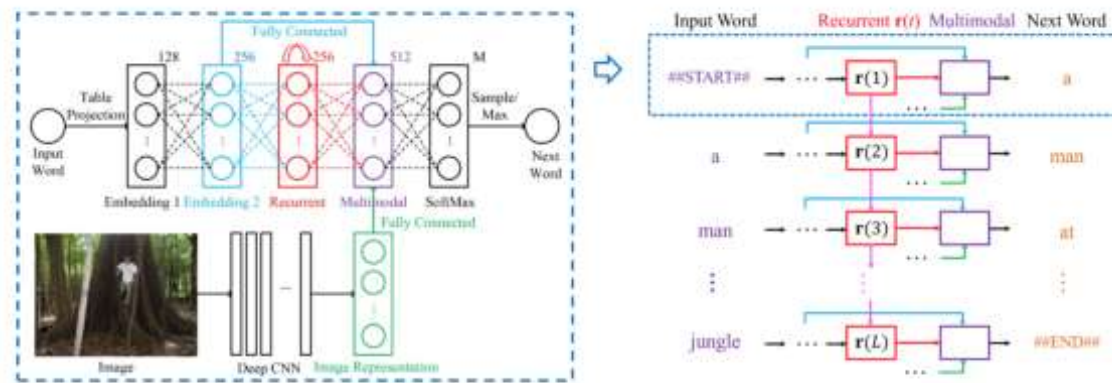 Fully Connected
128
256
256
512
M
Table
Projection
Sample/
Max
Input
Word
Next
Word
Embedding 1
Embedding 2
Recurrent
Multimodal
SoftMax
Fully Connected
Image
Deep CNN
Image Representation
Input Word
Recurrent r(t)
Multimodal
Next Word
##START##
r(1)
a
a
r(2)
man
man
r(3)
at
jungle
r(L)
##END##